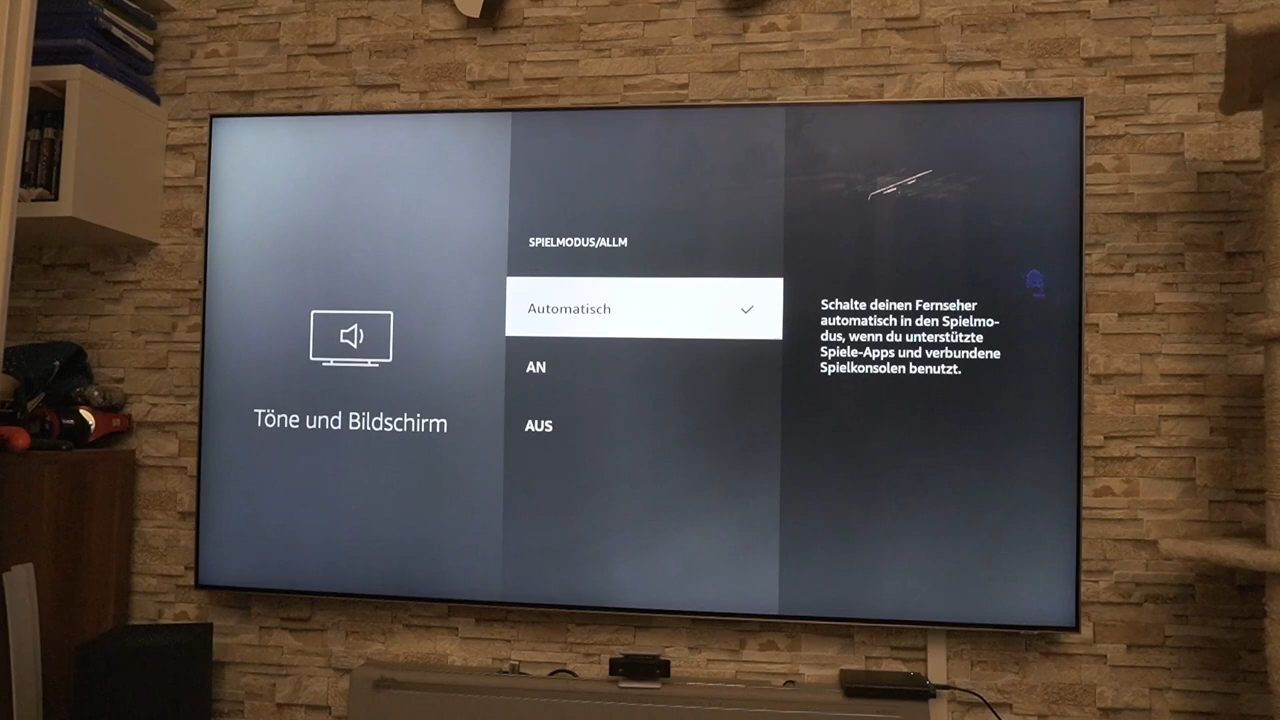 SPIELMODUS/ALLM
Automatisch
AN
AUS
Töne und Bildschirm
Schalte deinen Fernseher
automatisch in den Spielmo-
dus, wenn du unterstützte
Spiele-Apps und verbundene
Spielkonsolen benutzt.